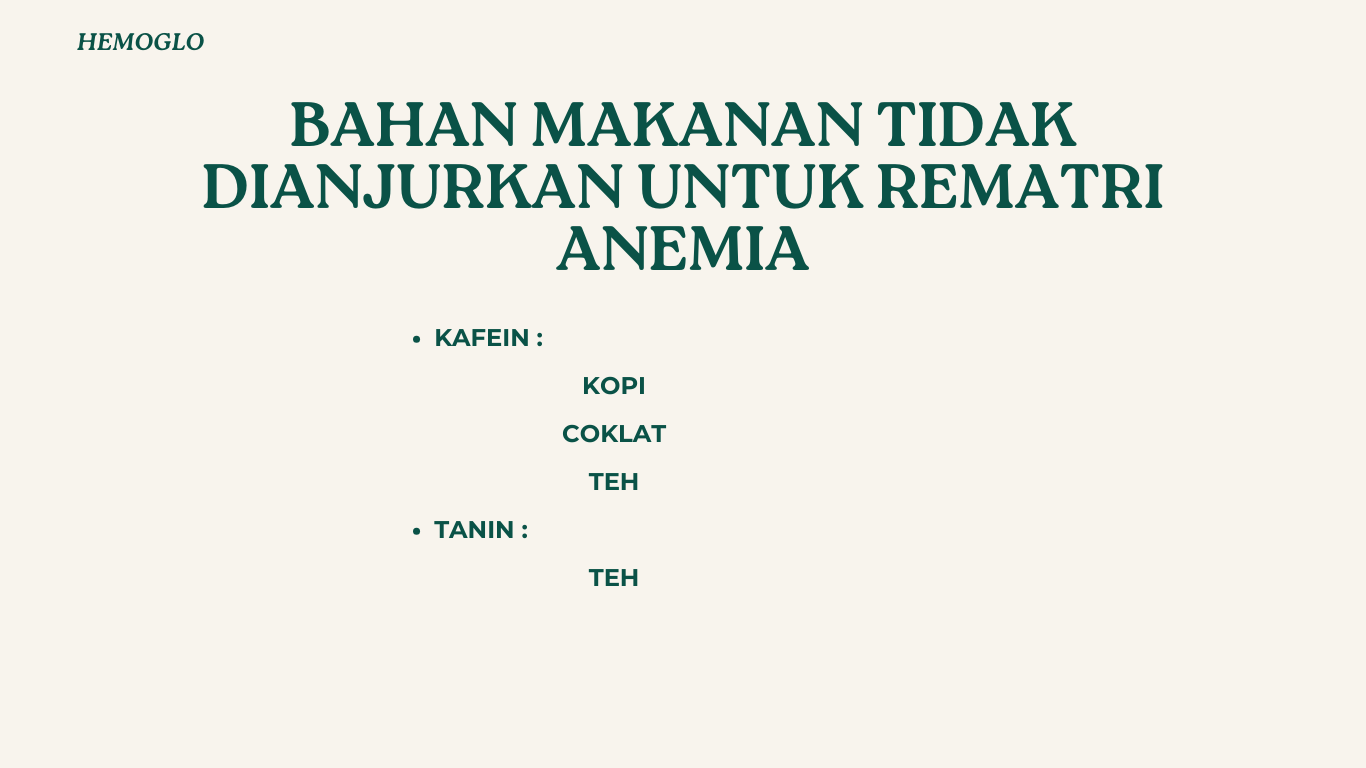 HEMOGLO
BAHAN MAKANAN TIDAK
DIANJURKAN UNTUK REMATRI
ANEMIA
• KAFEIN :
KOPI
COKLAT
TEH
• TANIN :
TEH